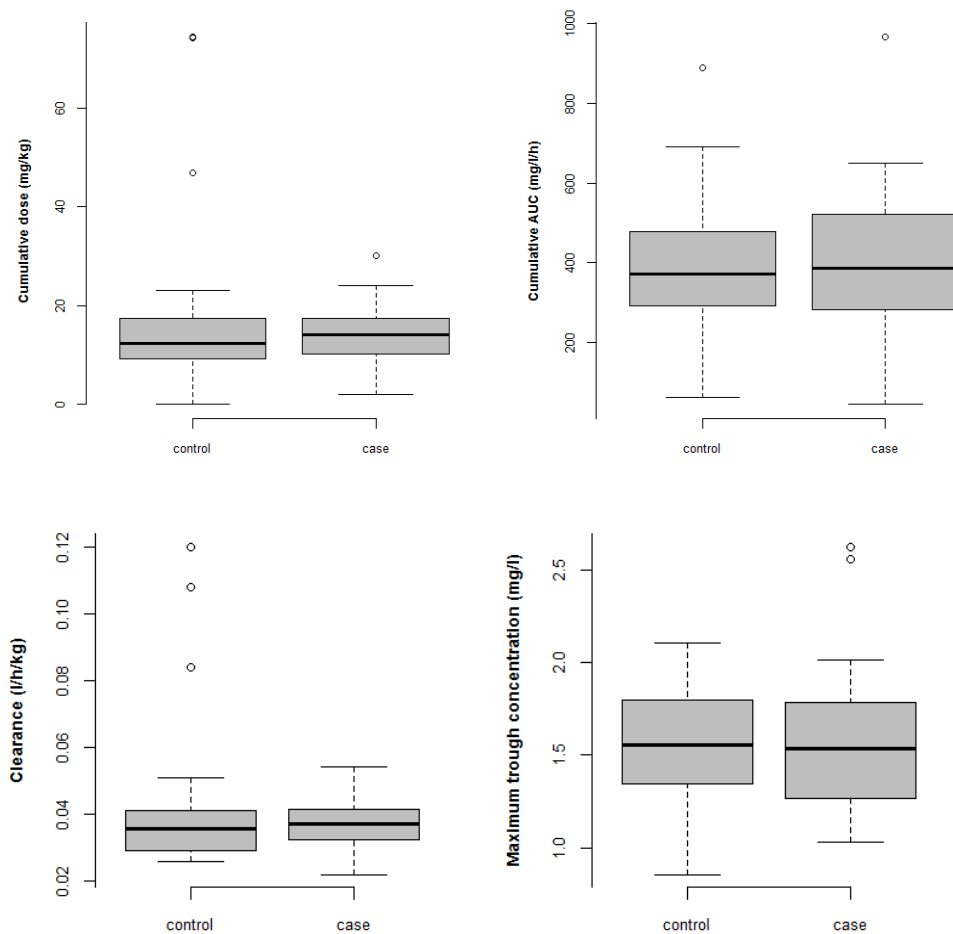 Cumulative dose (mg/kg)
60
40
20
0
control
case
Cumulative AUC (mg/l/h)
1000
800
600
400
200
control
case
Clearance (l/h/kg)
0.12
0.10
0.08
0.06
0.04
0.02
control
case
Maximum trough concentration (mg/l)
2.5
2.0
1.5
1.0
control
case